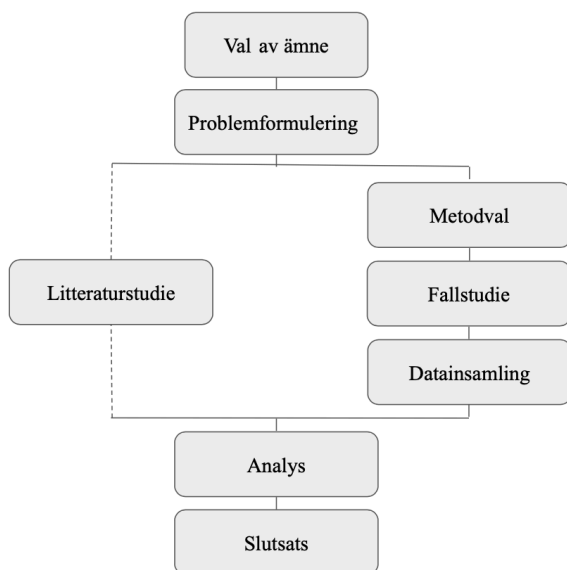 Val av ämne
Problemformulering
Metodval
Litteraturstudie
Fallstudie
Datainsamling
Analys
Slutsats